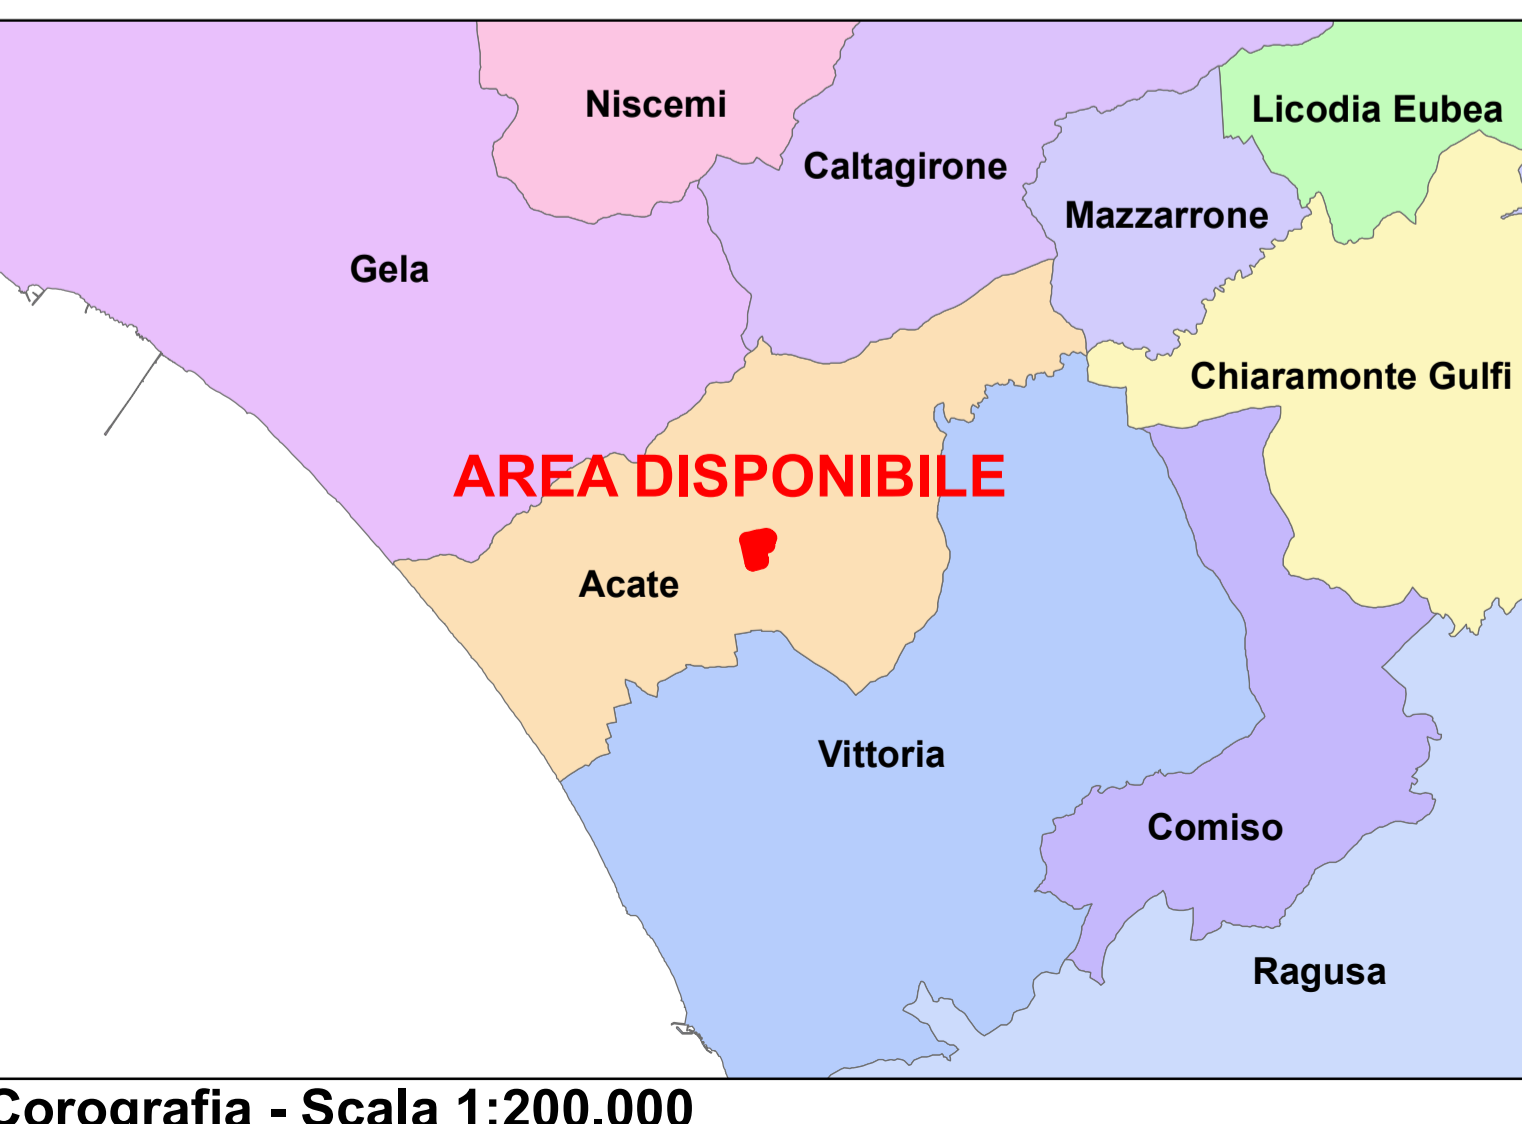 Niscemi
Licodia Eubea
Caltagirone
Mazzarrone
Gela
Chiaramonte Gulfi
AREA DISPONIBILE
Acate
Vittoria
Comiso
Ragusa
Corografia - Scala 1:200.000